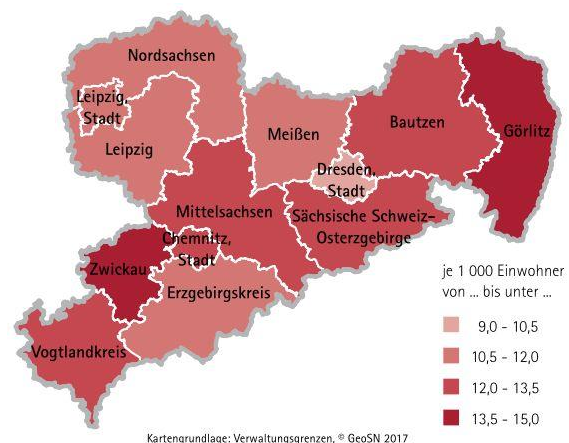 Nordsachsen
Leipzig,
Stadt
Leipzig
Meißen
Bautzen
Görlitz
Dresden,
Stadt
Mittelsachsen
Sächsische Schweiz-
Osterzgebirge
Chemnitz,
Stadt
Zwickau
Erzgebirgskreis
Vogtlandkreis
je 1 000 Einwohner
von ... bis unter ...
9,0 - 10,5
10,5 - 12,0
12,0 - 13,5
13,5 - 15,0
Kartengrundlage: Verwaltungsgrenzen, © GeoSN 2017